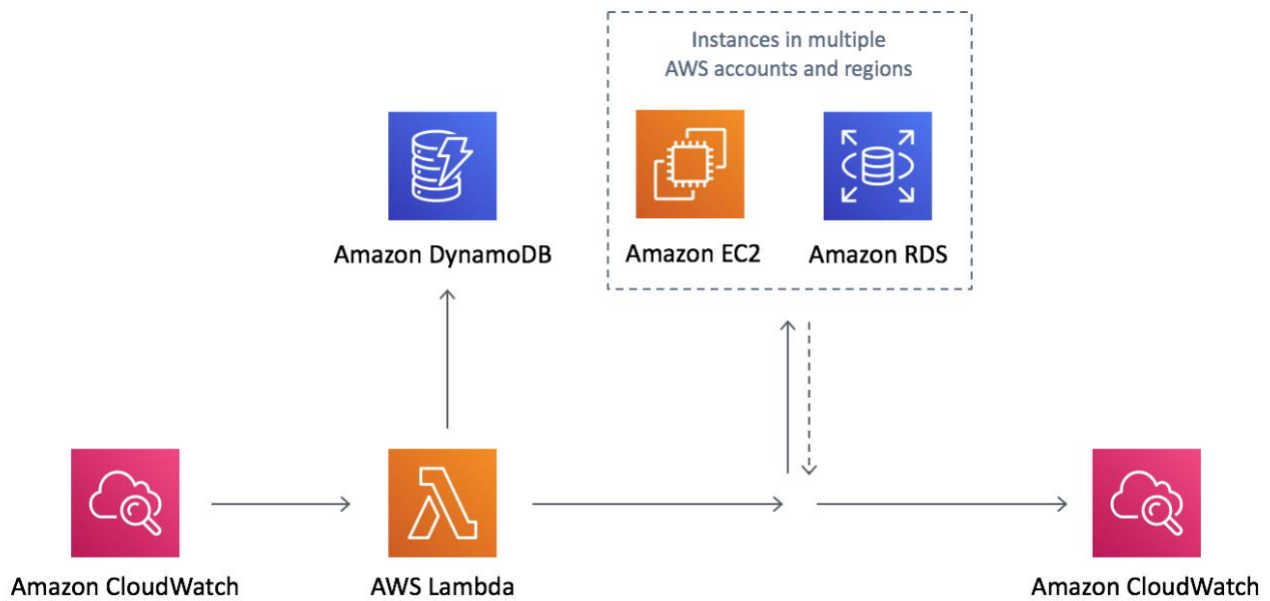 Instances in multiple
AWS accounts and regions
Amazon DynamoDB
Amazon EC2
Amazon RDS
Amazon CloudWatch
AWS Lambda
Amazon CloudWatch